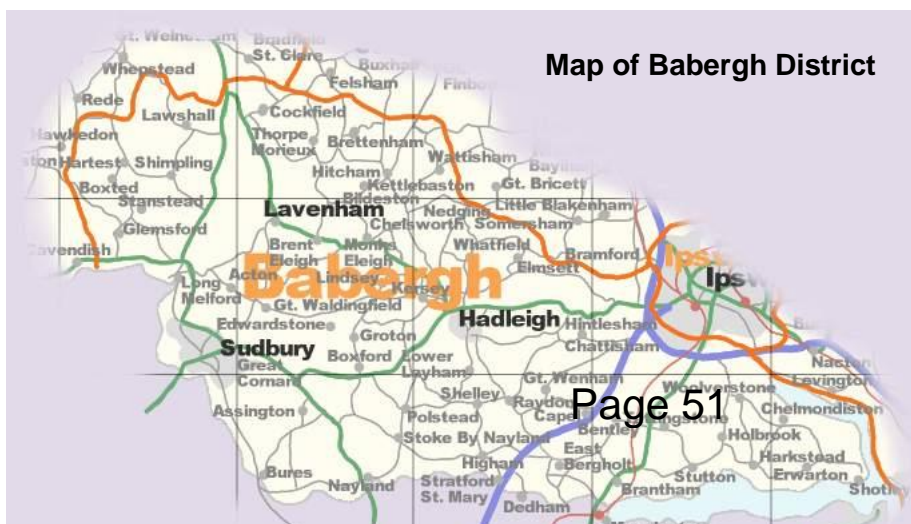 Map of Babergh District
St. Clare
Whepstead
Felsham
Rede
Lawshall
Cockfield
Hawkedon
Thorpe
Morieux
Brettenham
Wattisham
Hartest
Shimpling
Hitcham
Kettlebaston
Gt. Bricett
Boxted
Stanstead
Bildeston
Little Blakenham
Lavenham
Nedging
Somersham
Glemsford
Chelsworth
Cavendish
Brent
Eleigh
Monks
Eleigh
Whatfield
Bramford
Elmsett
Babergh
Acton
Lindsey
Long
Melford
Kersey
Gt. Waldingfield
Edwardstone
Hadleigh
Hintlesham
Groton
Chattisham
Sudbury
Boxford
Lower
Layham
Great
Cornard
Nacton
Levington
Gt. Wenham
Woolverstone
Shelley
Raydon
Page 51
Chelmondiston
Assington
Polstead
Capel
Bentley
Stoke By Nayland
Holbrook
East
Bergholt
Higham
Harkstead
Bures
Stutton
Erwarton
Nayland
Stratford
St. Mary
Brantham
Shotley
Dedham